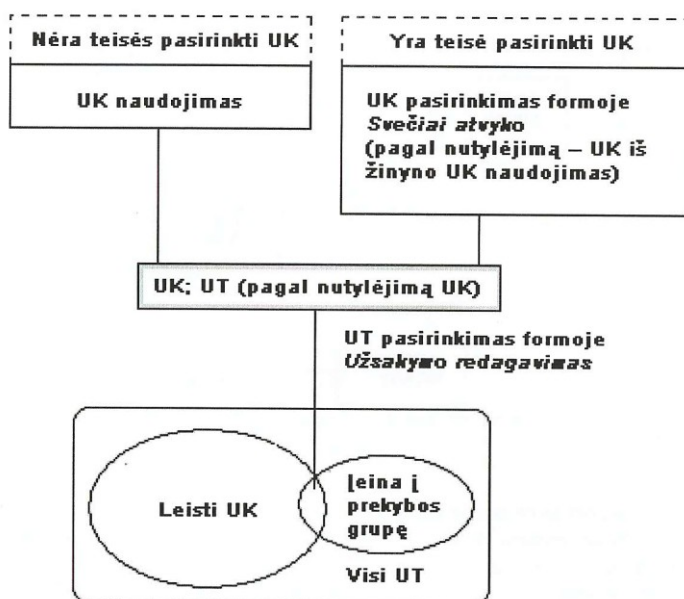 Nėra teisės pasirinkti UK
UK naudojimas
Yra teisė pasirinkti UK
UK pasirinkimas formoje
Svečiai atvyko
(pagal nutylėjimą – UK iš
žinyno UK naudojimas)
UK; UT (pagal nutylėjimą UK)
UT pasirinkimas formoje
Užsakymo redagavimas
Leisti UK
Įeina į
prekybos
grupę
Visi UT